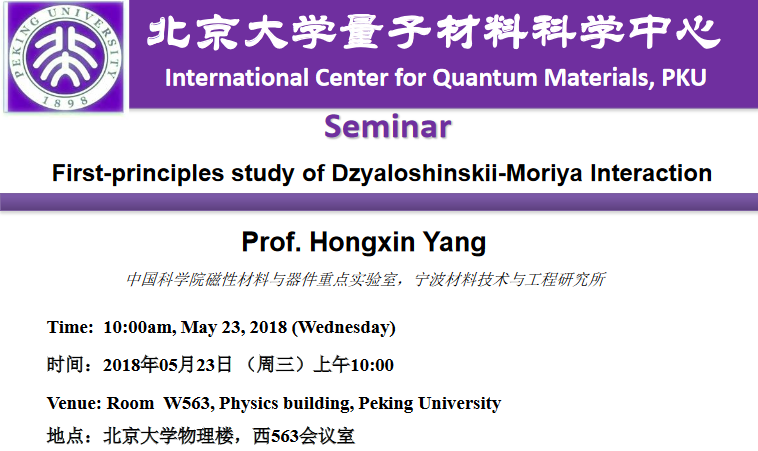 PEKING UNIVERSITY
1898
北京大学量子材料科学中心
International Center for Quantum Materials, PKU
Seminar
First-principles study of Dzyaloshinskii-Moriya Interaction
Prof. Hongxin Yang
中国科学院磁性材料与器件重点实验室，宁波材料技术与工程研究所
Time: 10:00am, May 23, 2018 (Wednesday)
时间：2018年05月23日 （周三）上午10:00
Venue: Room W563, Physics building, Peking University
地点：北京大学物理楼，西563会议室